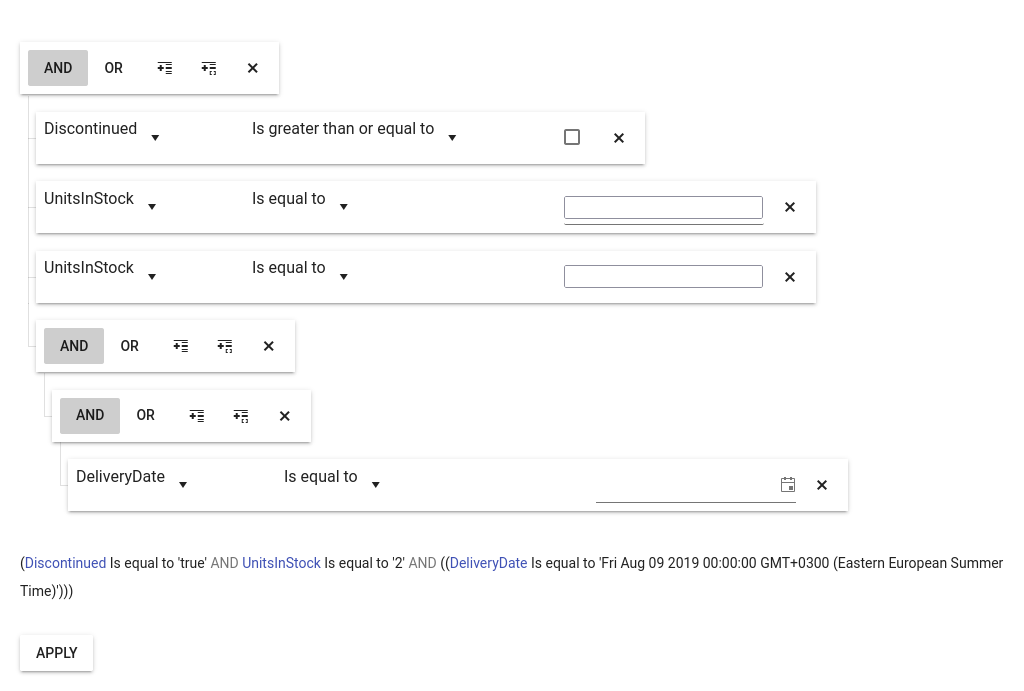 AND OR
Discontinued Is greater than or equal to
UnitsInStock Is equal to
UnitsInStock Is equal to
AND OR
AND OR
DeliveryDate Is equal to
(Discontinued Is equal to 'true' AND UnitsInStock Is equal to '2' AND ((DeliveryDate Is equal to 'Fri Aug 09 2019 00:00:00 GMT+0300 (Eastern European Summer
Time)')))
APPLY